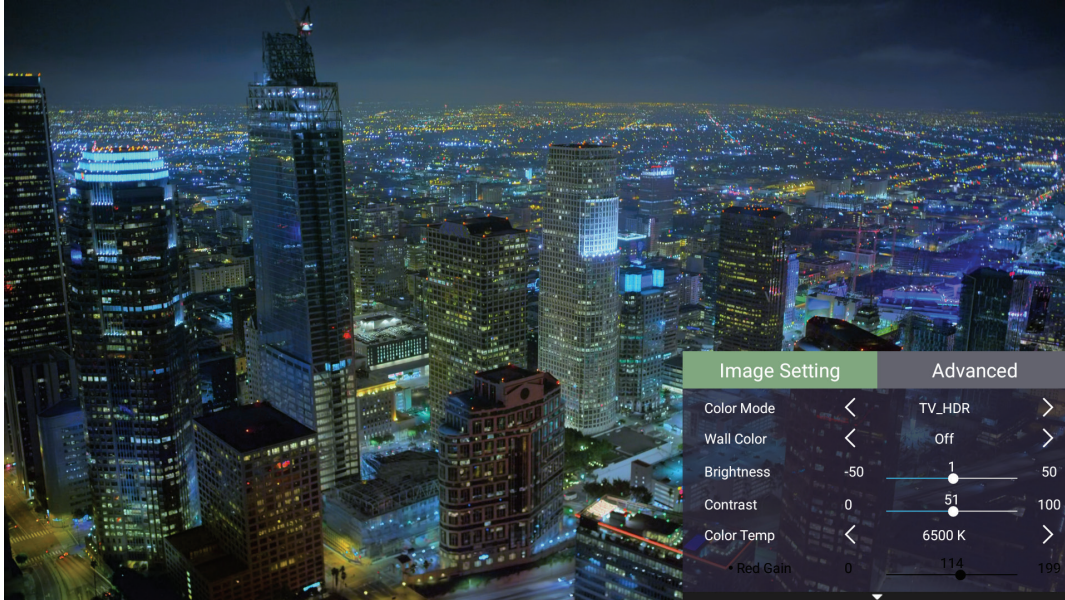 Image Setting Advanced
Color Mode TV_HDR
Wall Color Off
Brightness -50 1 50
Contrast 0 51 100
Color Temp 6500 K
• Red Gain 0 114 199